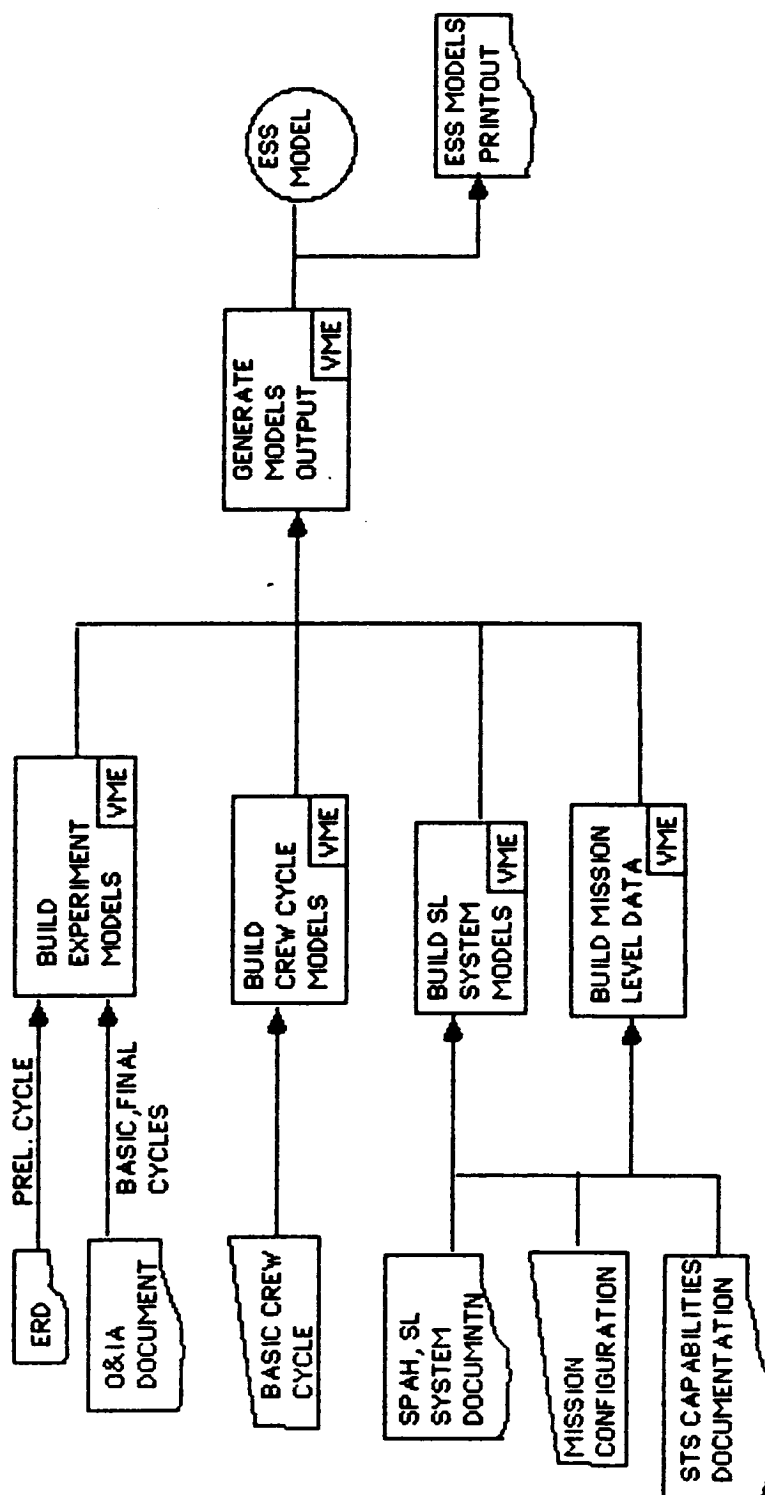 ERD
PREL. CYCLE
O&IA
DOCUMENT
BASIC,FINAL
CYCLES
BUILD
EXPERIMENT
MODELS
VME
BASIC CREW
CYCLE
BUILD
CREW CYCLE
MODELS
VME
SPAH, SL
SYSTEM
DOCUMNTN
MISSION
CONFIGURATION
STS CAPABILITIES
DOCUMENTATION
BUILD SL
SYSTEM
MODELS
VME
BUILD MISSION
LEVEL DATA
VME
GENERATE
MODELS
OUTPUT
VME
ESS
MODEL
ESS MODELS
PRINTOUT